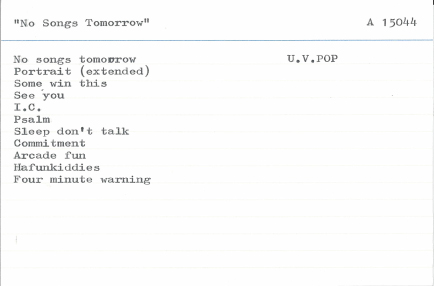 "No Songs Tomorrow" A 15044
No songs tomorrow U.V.POP
Portrait (extended)
Some win this
See you
I.C.
Psalm
Sleep don't talk
Commitment
Arcade fun
Hafunkiddies
Four minute warning